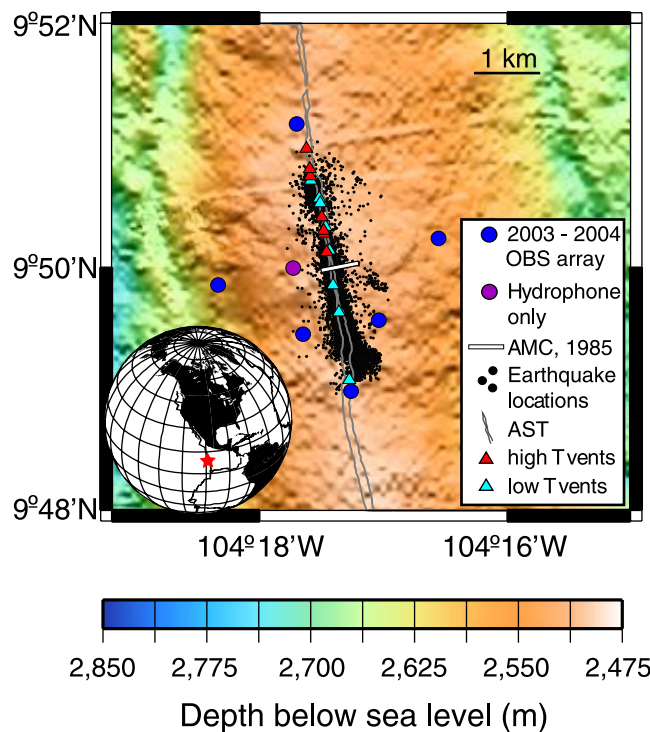 9º52'N
1 km
9º50'N
2003 - 2004
OBS array
Hydrophone
only
AMC, 1985
Earthquake
locations
AST
high T vents
low T vents
9º48'N
104º18'W
104º16'W
2,850
2,775
2,700
2,625
2,550
2,475
Depth below sea level (m)